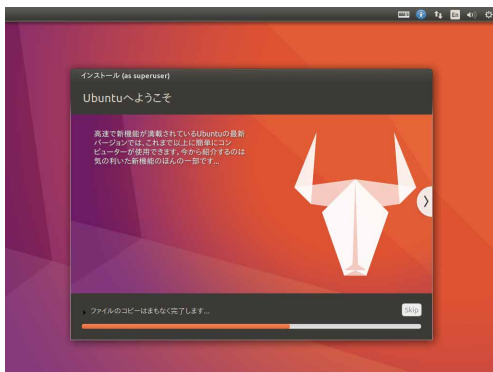 En
インストール (as superuser)
Ubuntuへようこそ
高速で新機能が満載されているUbuntuの最新
バージョンでは、これまで以上に簡単にコン
ピューターが使用できます。今から紹介するのは
気の利いた新機能のほんの一部です...
ファイルのコピーはまもなく完了します...
Skip